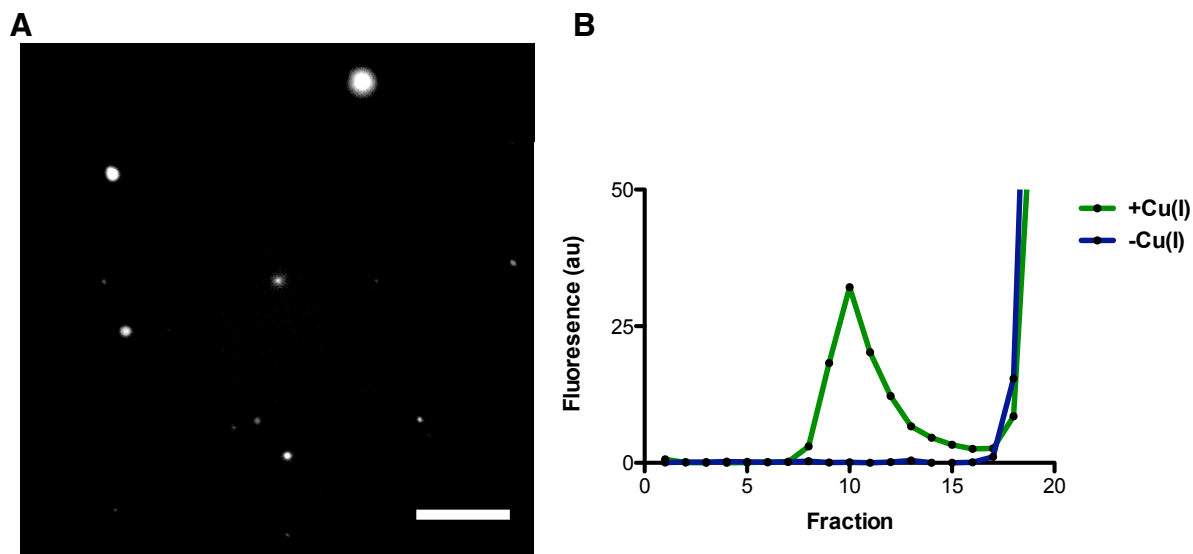 A
B
50
25
0
Fluoresence (au)
0 5 10 15 20
Fraction
+Cu(I)
-Cu(I)